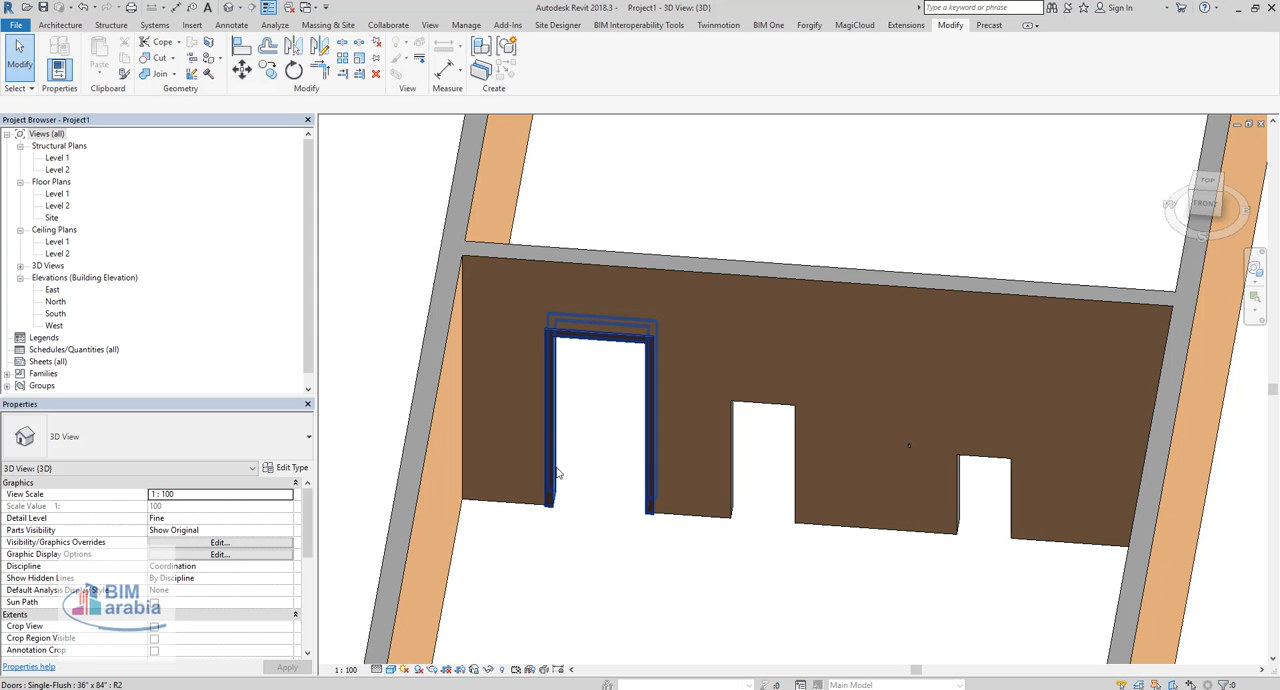 Autodesk Revit 2018.3 - Project1 - 3D View: {3D}
Type a keyword or phrase
Sign In
File Architecture Structure Systems Insert Annotate Analyze Massing & Site Collaborate View Manage Add-Ins Site Designer BIM Interoperability Tools Twinmotion BIM One Forgify MagiCloud Extensions Modify Precast
Cope
Cut
Join
Modify
Properties
Paste
Select Properties Clipboard Geometry Modify View Measure Create
Project Browser - Project1
Views (all)
Structural Plans
Level 1
Level 2
Floor Plans
Level 1
Level 2
Site
Ceiling Plans
Level 1
Level 2
3D Views
Elevations (Building Elevation)
East
North
South
West
Legends
Schedules/Quantities (all)
Sheets (all)
Families
Groups
Properties
3D View
3D View: {3D} Edit Type
Graphics
View Scale 1 : 100
Scale Value 1: 100
Detail Level Fine
Parts Visibility Show Original
Visibility/Graphics Overrides Edit...
Graphic Display Options Edit...
Discipline Coordination
Show Hidden Lines By Discipline
Default Analysis Display Style None
Sun Path
Extents
Crop View
Crop Region Visible
Annotation Crop
Properties help Apply
BIM
arabia
TOP
FRONT
S
1 : 100
Doors : Single-Flush : 36" x 84" : R2
:0
Main Model
:0